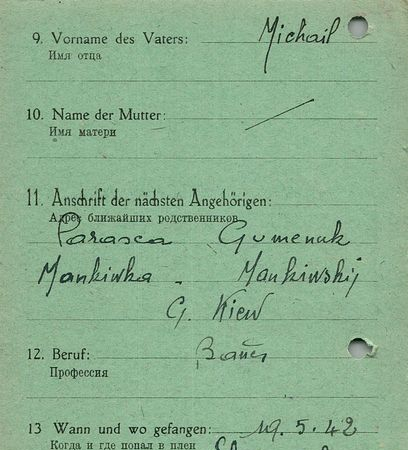 9. Vorname des Vaters: Michail
Имя отца
10. Name der Mutter: /
Имя матери
11. Anschrift der nächsten Angehörigen:
Адрес ближайших родственников
Parasca Gumenuk
Mankiwka - Mankiwskij
G. Kiew
12. Beruf: Bauer
Профессия
13 Wann und wo gefangen: 19.5.42
Когда и где попал в плен